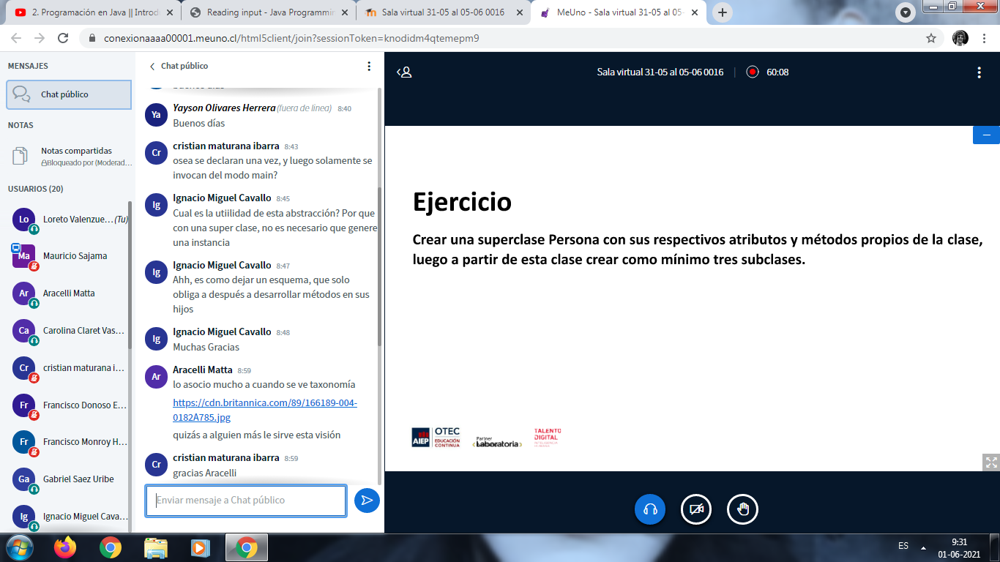 2. Programación en Java || Introd
Reading input - Java Programmin
Sala virtual 31-05 al 05-06 0016
MeUno - Sala virtual 31-05 al 05-
conexionaaaa00001.meuno.cl/html5client/join?sessionToken=knodidm4qtemepm9
MENSAJES
Chat público
NOTAS
Notas compartidas
Bloqueado por (Moderad...
USUARIOS (20)
Lo Loreto Valenzue... (Tu)
Ma Mauricio Sajama
Ar Aracelli Matta
Ca Carolina Claret Vas...
Cr cristian maturana i...
Fr Francisco Donoso E...
Fr Francisco Monroy H...
Ga Gabriel Saez Uribe
Ig Ignacio Miguel Cava...
Chat público
Buenos días
Ya Yayson Olivares Herrera (fuera de linea) 8:40
Buenos días
Cr cristian maturana ibarra 8:43
osea se declaran una vez, y luego solamente se
invocan del modo main?
Ig Ignacio Miguel Cavallo 8:45
Cual es la utiilidad de esta abstracción? Por que
con una super clase, no es necesario que genere
una instancia
Ig Ignacio Miguel Cavallo 8:47
Ahh, es como dejar un esquema, que solo
obliga a después a desarrollar métodos en sus
hijos
Ig Ignacio Miguel Cavallo 8:48
Muchas Gracias
Ar Aracelli Matta 8:59
lo asocio mucho a cuando se ve taxonomía
https://cdn.britannica.com/89/166189-004-
0182A785.jpg
quizás a alguien más le sirve esta visión
Cr cristian maturana ibarra 8:59
gracias Aracelli
Enviar mensaje a Chat público
Sala virtual 31-05 al 05-06 0016 | 60:08
Ejercicio
Crear una superclase Persona con sus respectivos atributos y métodos propios de la clase,
luego a partir de esta clase crear como mínimo tres subclases.
AIEP OTEC
EDUCACIÓN
CONTINUA
Partner
Laboratoria
TALENTO
DIGITAL
ES
9:31
01-06-2021